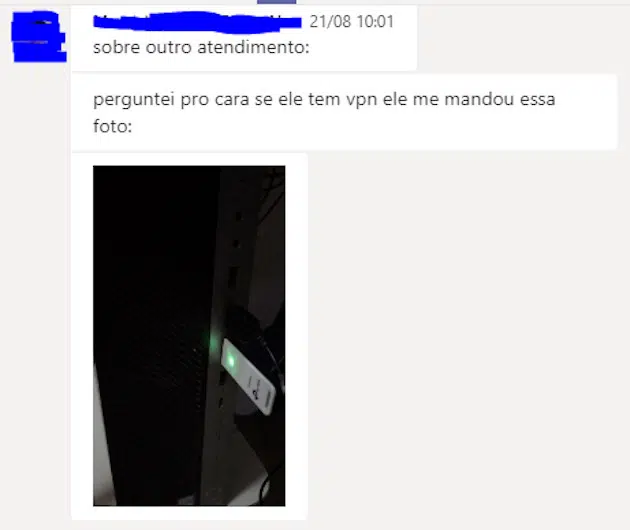 21/08 10:01
sobre outro atendimento:
perguntei pro cara se ele tem vpn ele me mandou essa
foto: